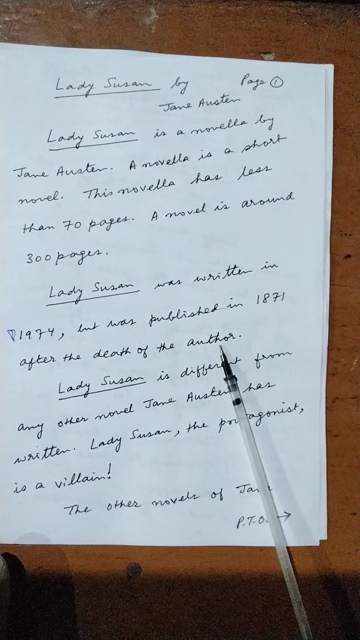 Lady Susan by Page 1
Jane Austen
Lady Susan is a novella by
Jane Austen. A novella is a short
novel. This novella has less
than 70 pages. A novel is around
300 pages.
Lady Susan was written in
1974, but was published in 1871
after the death of the author.
Lady Susan is different from
any other novel Jane Austen has
written. Lady Susan, the protagonist,
is a villain!
The other novels of Jane
P.T.O. →